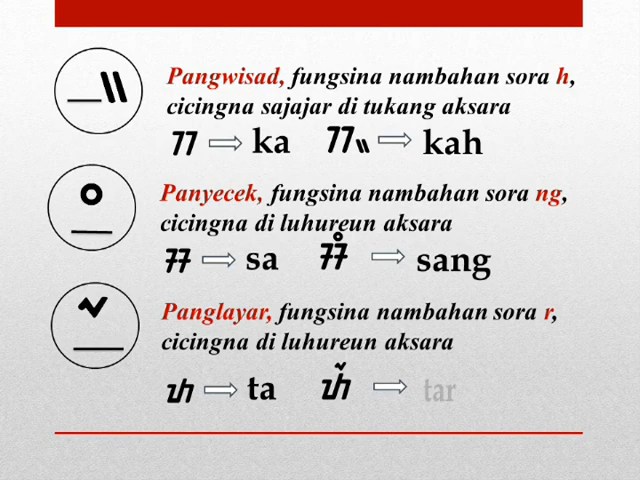 Pangwisad, fungsina nambahan sora h,
cicingna sajajar di tukang aksara
ᮊ ka ᮊᮂ kah
Panyecek, fungsina nambahan sora ng,
cicingna di luhureun aksara
ᮞ sa ᮞᮀ sang
Panglayar, fungsina nambahan sora r,
cicingna di luhureun aksara
ᮒ ta ᮒᮁ tar